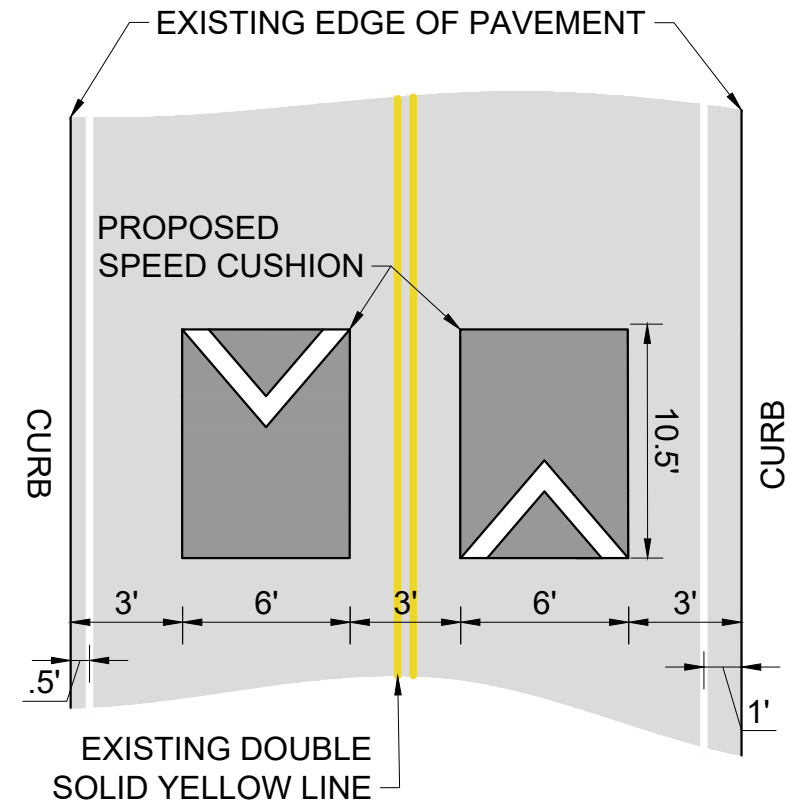 EXISTING EDGE OF PAVEMENT
PROPOSED
SPEED CUSHION
CURB
CURB
10.5'
3'
6'
3'
6'
3'
.5'
1'
EXISTING DOUBLE
SOLID YELLOW LINE